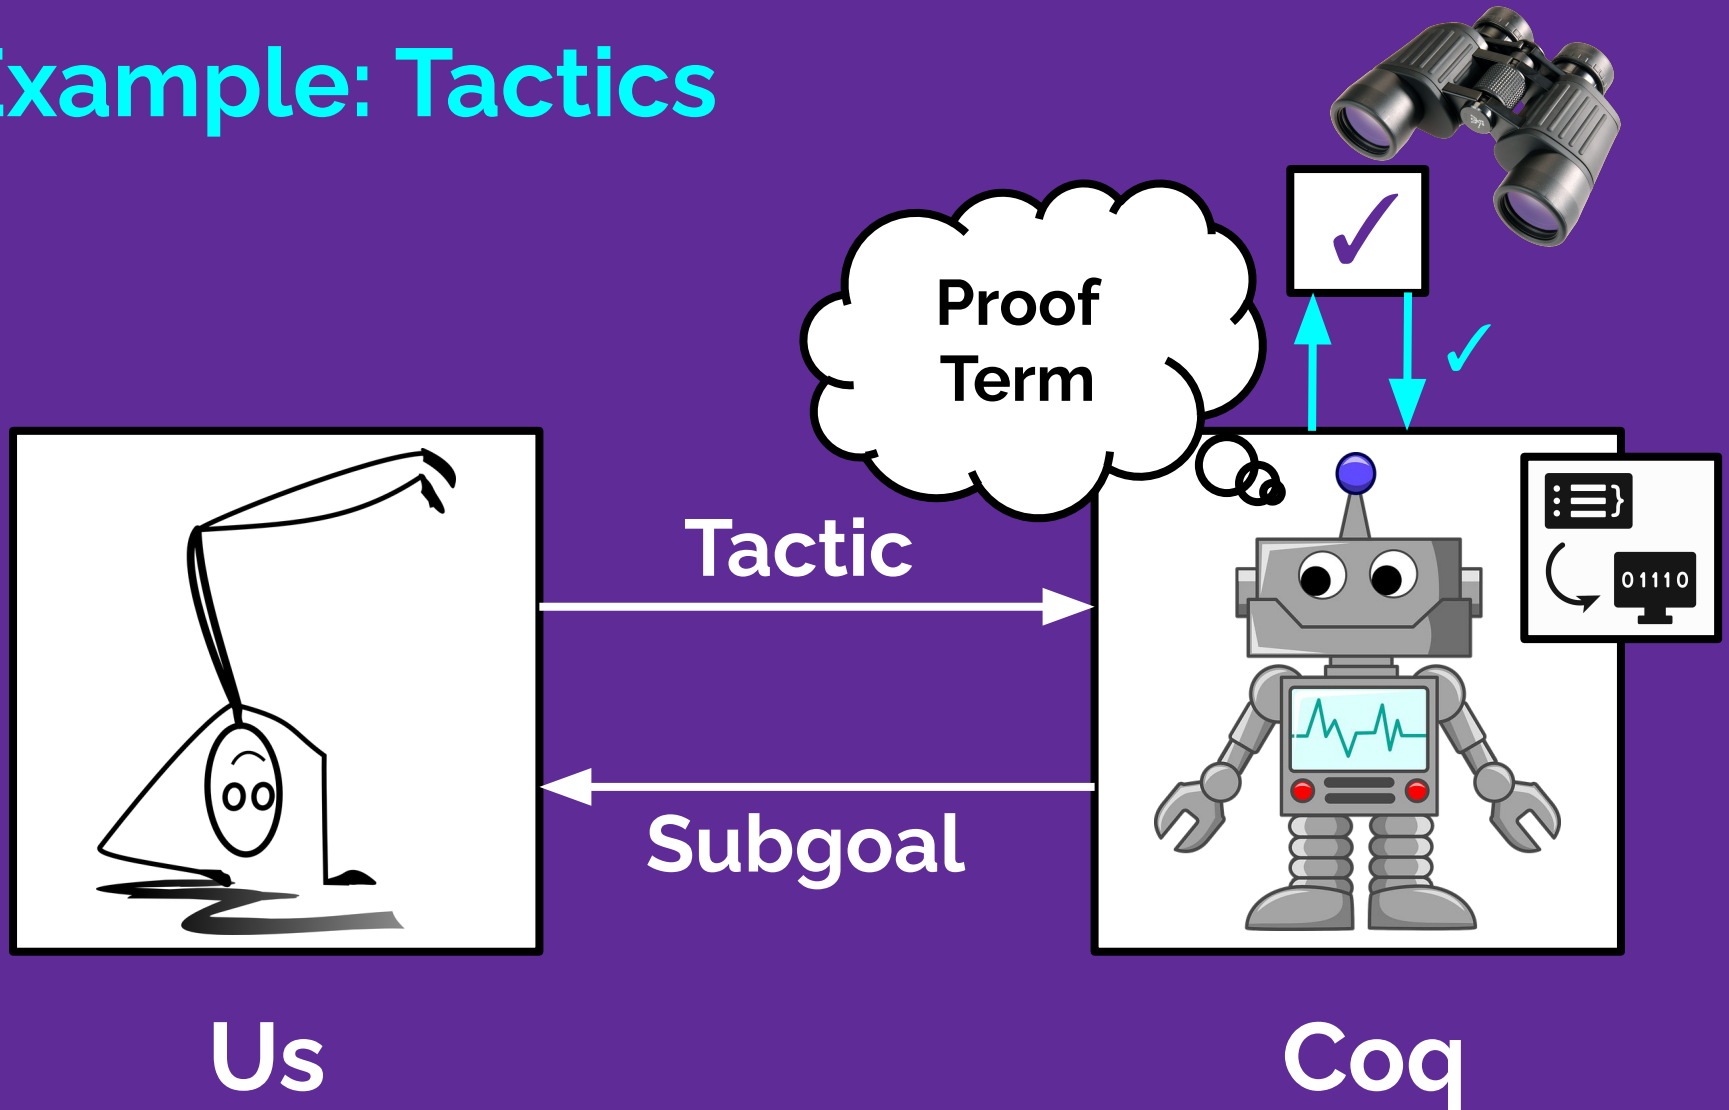 Example: Tactics
Proof
Term
Tactic
01110
Subgoal
Us
Coq